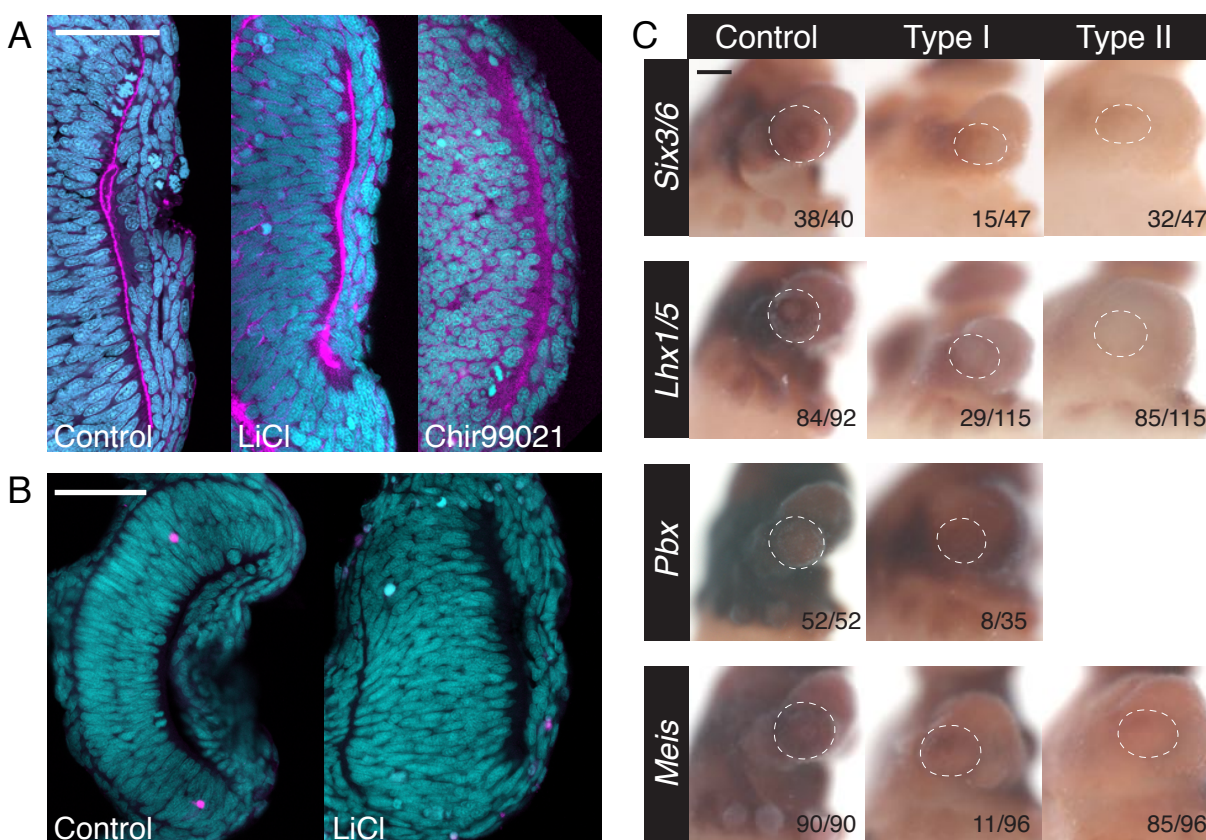 A
Control
LiCl
Chir99021
B
Control
LiCl
C
Control
Type I
Type II
Six3/6
38/40
15/47
32/47
Lhx1/5
84/92
29/115
85/115
Pbx
52/52
8/35
Meis
90/90
11/96
85/96